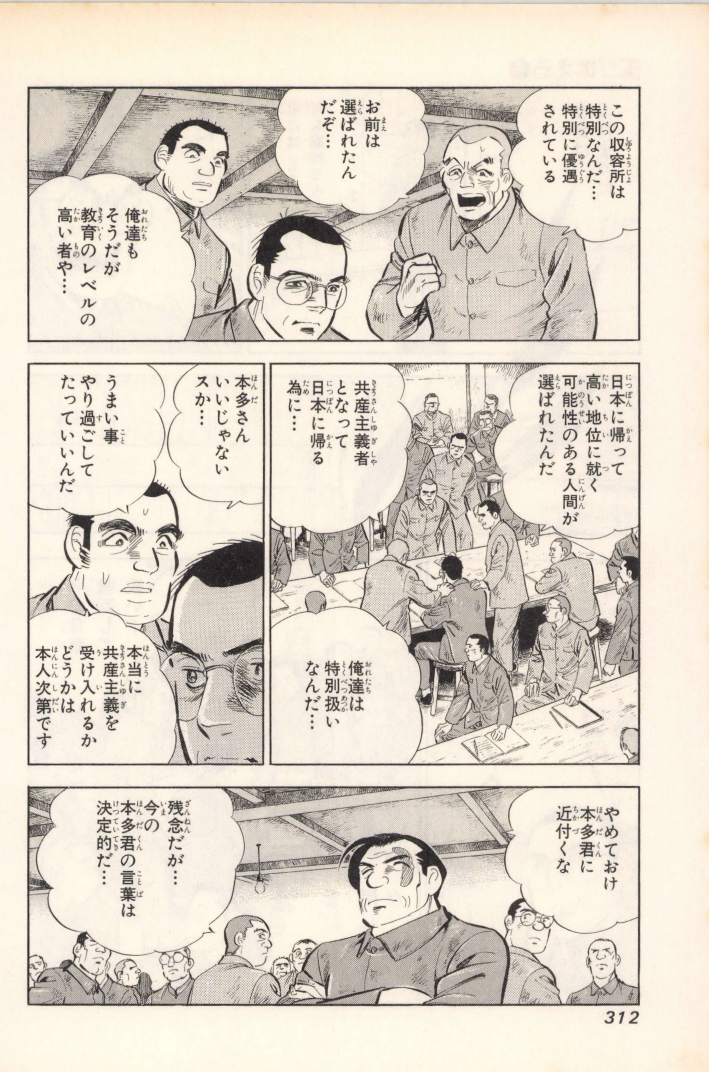 この収容所は
特別なんだ…
特別に優遇
されている
お前は
選ばれたん
だぞ…
俺達も
そうだが
教育のレベルの
高い者や…
日本に帰って
高い地位に就く
可能性のある人間が
選ばれたんだ
共産主義者
となって
日本に帰る
為に…
俺達は
特別扱い
なんだ…
本多さん
いいじゃない
スか…
うまい事
やり過ごして
たっていいんだ
本当に
共産主義を
受け入れるか
どうかは
本人次第です
やめておけ
本多君に
近付くな
残念だが…
今の
本多君の言葉は
決定的だ…
312